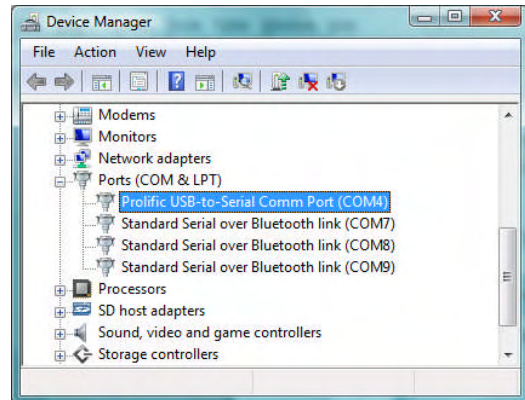 Device Manager
File Action View Help
Modems
Monitors
Network adapters
Ports (COM & LPT)
Prolific USB-to-Serial Comm Port (COM4)
Standard Serial over Bluetooth link (COM7)
Standard Serial over Bluetooth link (COM8)
Standard Serial over Bluetooth link (COM9)
Processors
SD host adapters
Sound, video and game controllers
Storage controllers